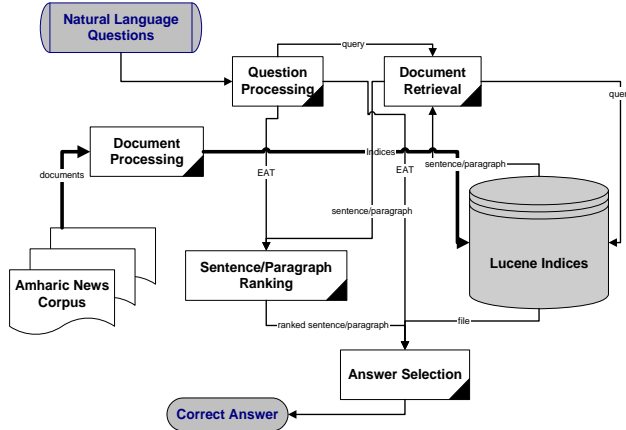 Natural Language
Questions
query
Question
Processing
Document
Retrieval
query
Document
Processing
Indices
documents
EAT
EAT
sentence/paragraph
sentence/paragraph
Amharic News
Corpus
Sentence/Paragraph
Ranking
Lucene Indices
ranked sentence/paragraph
file
Answer Selection
Correct Answer